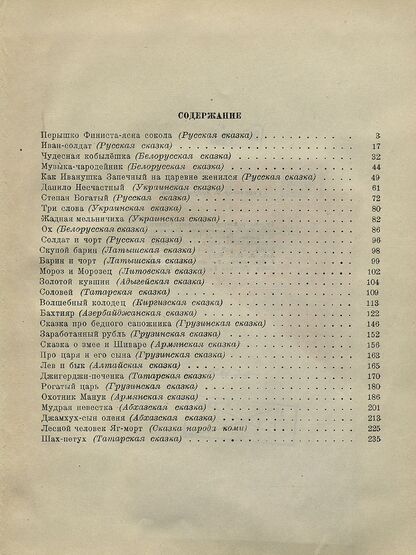 СОДЕРЖАНИЕ
Перышко Финиста-ясна сокола (Русская сказка) . . . 3
Иван-солдат (Русская сказка) . . . 17
Чудесная кобылёшка (Белорусская сказка) . . . 32
Музыка-чародейник (Белорусская сказка) . . . 44
Как Иванушка Запечный на царевне женился (Русская сказка) . . . 49
Данило Несчастный (Украинская сказка) . . . 61
Степан Богатый (Русская сказка) . . . 72
Три слова (Украинская сказка) . . . 80
Жадная мельничиха (Украинская сказка) . . . 82
Ох (Белорусская сказка) . . . 86
Солдат и чорт (Русская сказка) . . . 96
Скупой барин (Латышская сказка) . . . 98
Барин и чорт (Латышская сказка) . . . 99
Мороз и Морозец (Литовская сказка) . . . 102
Золотой кувшин (Адыгейская сказка) . . . 104
Соловей (Татарская сказка) . . . 109
Волшебный колодец (Киргизская сказка) . . . 113
Бахтияр (Азербайджанская сказка) . . . 122
Сказка про бедного сапожника (Грузинская сказка) . . . 146
Заработанный рубль (Грузинская сказка) . . . 152
Сказка о змее и Шиваре (Армянская сказка) . . . 156
Про царя и его сына (Грузинская сказка) . . . 163
Лев и бык (Алтайская сказка) . . . 165
Джигерджи-печенка (Татарская сказка) . . . 170
Рогатый царь (Грузинская сказка) . . . 180
Охотник Манук (Армянская сказка) . . . 186
Мудрая невестка (Абхазская сказка) . . . 201
Джамхух-сын оленя (Абхазская сказка) . . . 213
Лесной человек Яг-морт (Сказка народа коми) . . . 225
Шах-петух (Татарская сказка) . . . 235